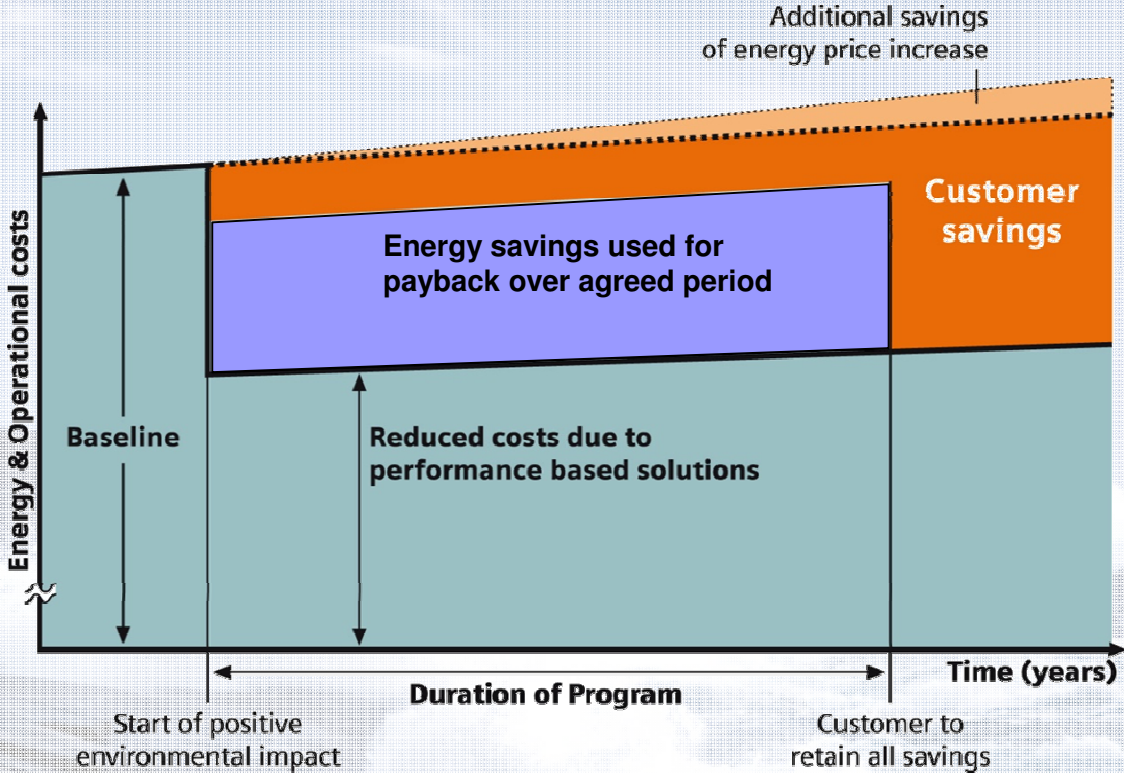 Additional savings
of energy price increase
Customer
savings
Energy savings used for
payback over agreed period
Energy & Operational costs
Baseline
Reduced costs due to
performance based solutions
Time (years)
Duration of Program
Start of positive
environmental impact
Customer to
retain all savings